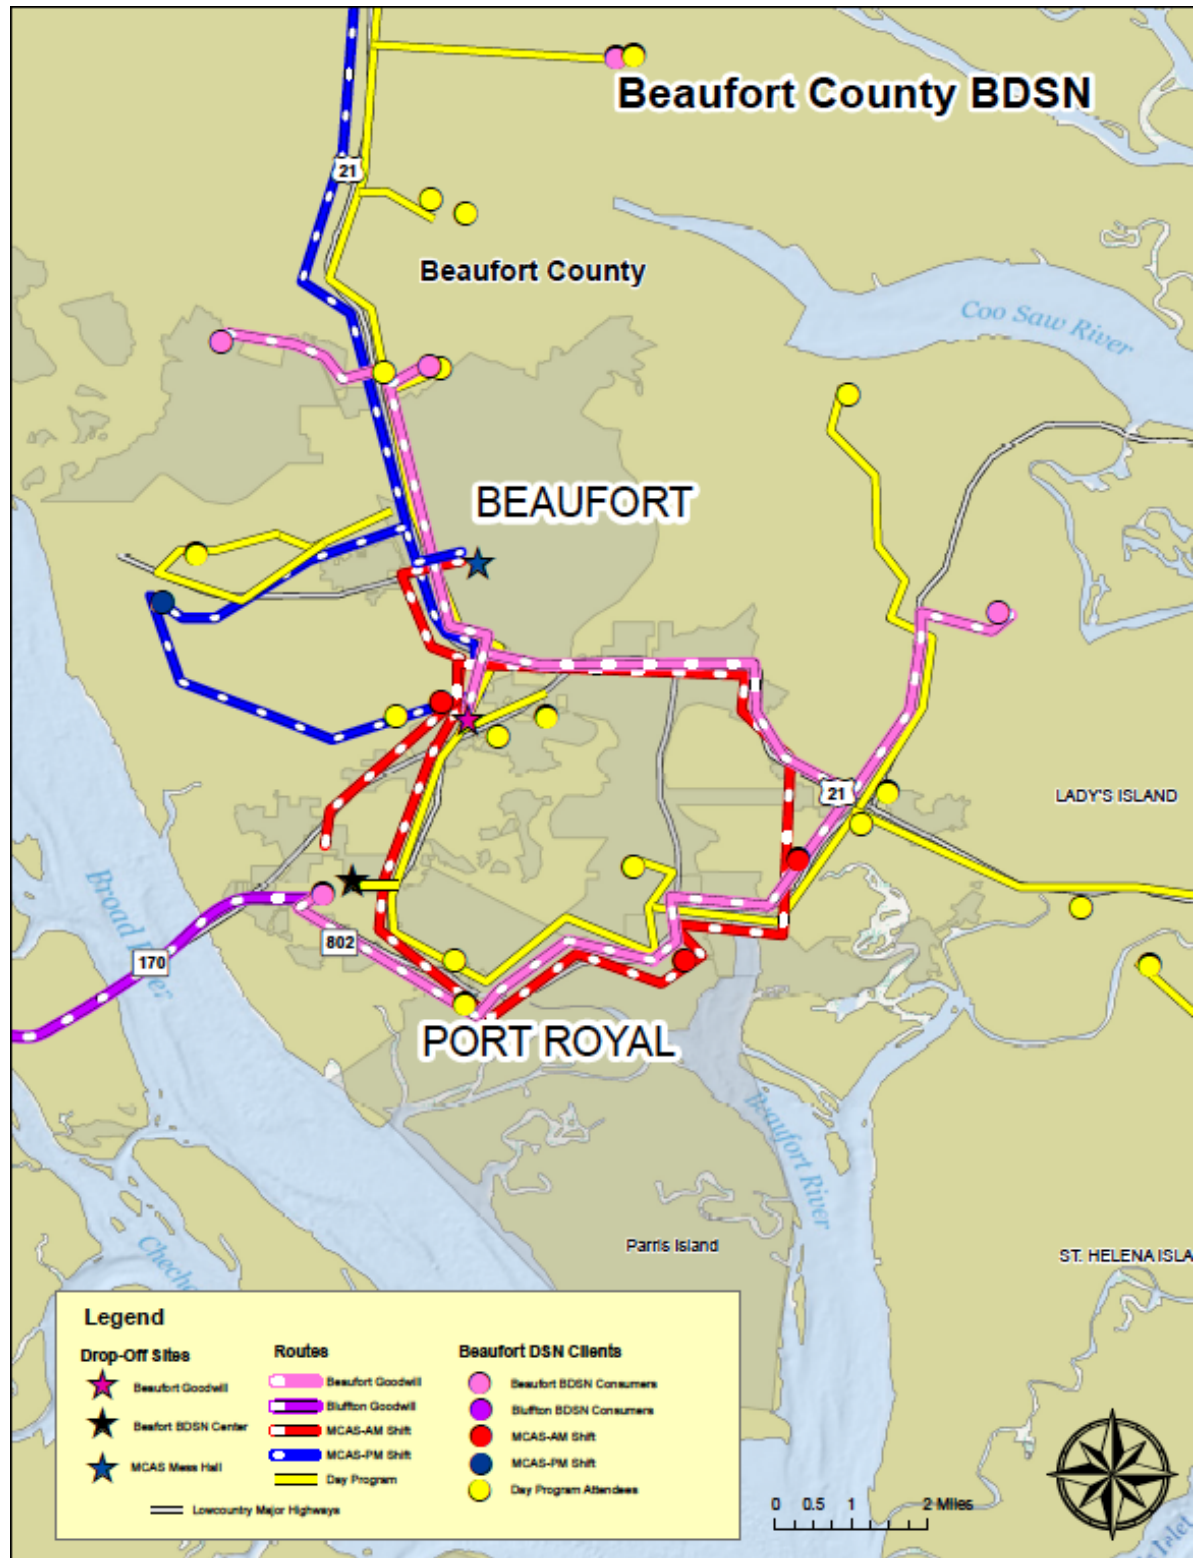 Beaufort County BDSN
21
Beaufort County
Coo Saw River
BEAUFORT
21
LADY'S ISLAND
Broad River
802
170
PORT ROYAL
Beaufort River
Parris Island
ST. HELENA ISLA
Cheche
Legend
Drop-Off Sites
Beaufort Goodwill
Beafort BDSN Center
MCAS Mess Hall
Routes
Beaufort Goodwill
Bluffton Goodwill
MCAS-AM Shift
MCAS-PM Shift
Day Program
Lowcountry Major Highways
Beaufort DSN Clients
Beaufort BDSN Consumers
Bluffton BDSN Consumers
MCAS-AM Shift
MCAS-PM Shift
Day Program Attendees
0 0.5 1 2 Miles
Inlet